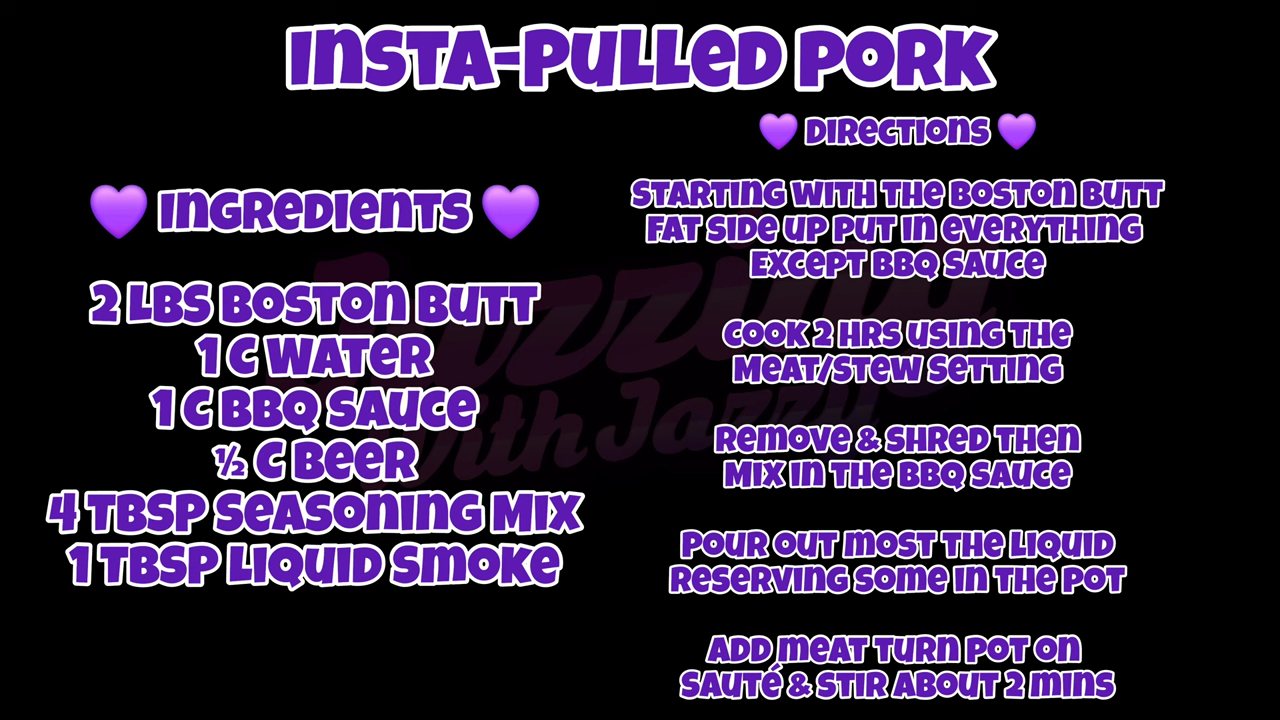 Insta-Pulled Pork
💜 Ingredients 💜
2 lbs Boston Butt
1 C Water
1 C BBQ Sauce
½ C Beer
4 Tbsp Seasoning Mix
1 Tbsp Liquid Smoke
💜 Directions 💜
Starting with the Boston Butt
Fat side up put in everything
Except BBQ Sauce
Cook 2 hrs using the
Meat/Stew Setting
Remove & shred then
Mix in the BBQ Sauce
Pour out most the liquid
Reserving some in the pot
Add meat turn pot on
Sauté & stir about 2 mins
Jazzing
With Jazzy